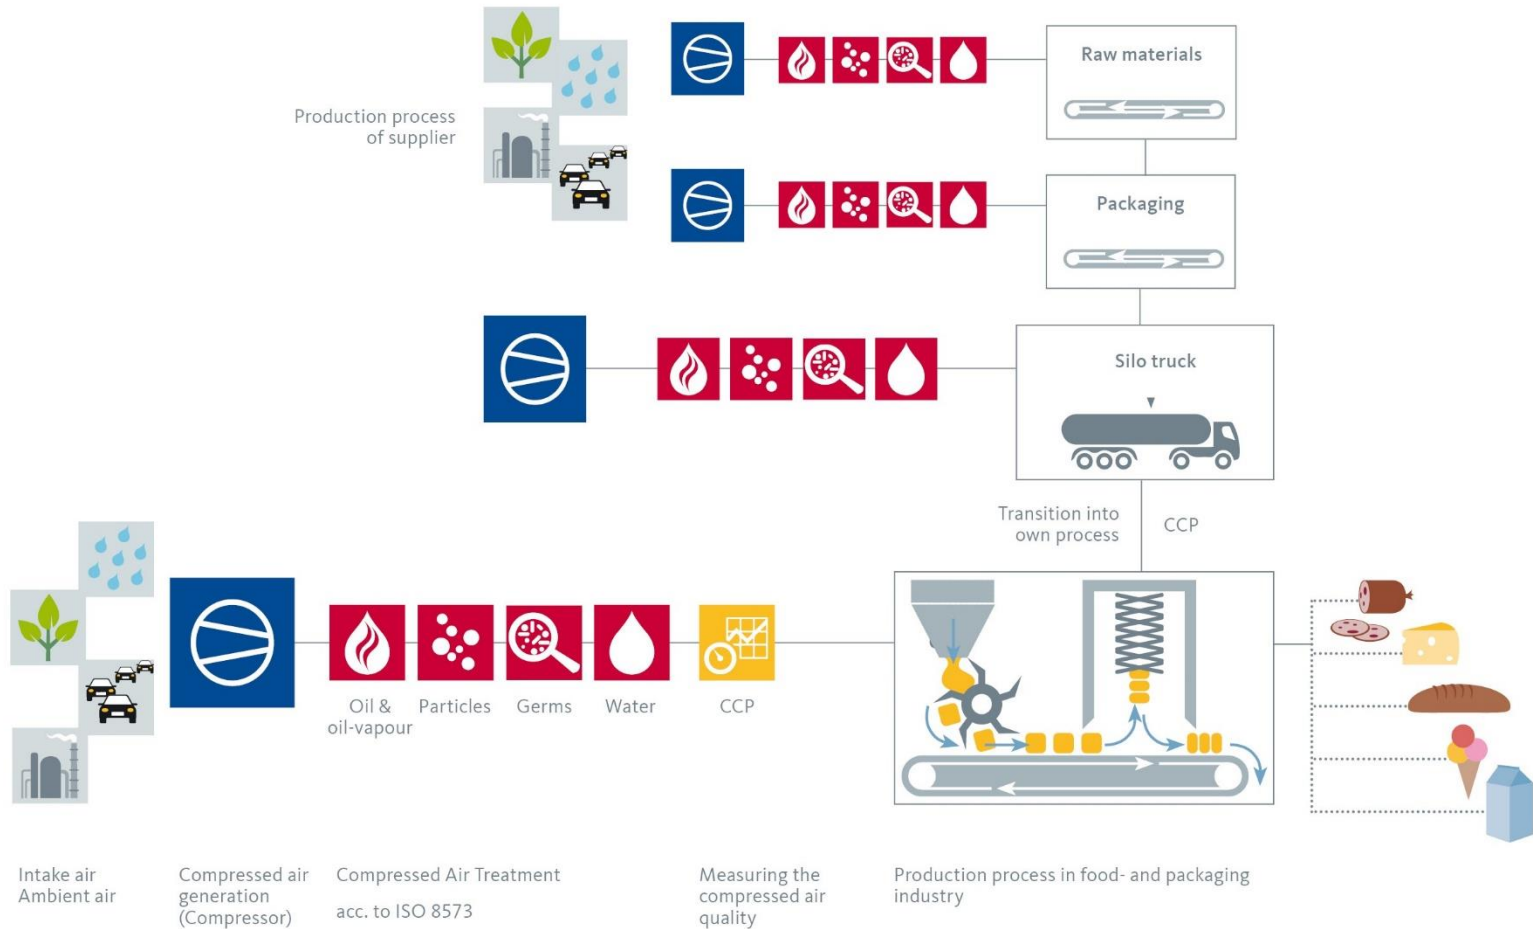 Raw materials
Production process
of supplier
Packaging
Silo truck
Transition into
own process
CCP
Oil &
oil-vapour
Particles
Germs
Water
CCP
Intake air
Ambient air
Compressed air
generation
(Compressor)
Compressed Air Treatment
acc. to ISO 8573
Measuring the
compressed air
quality
Production process in food- and packaging
industry